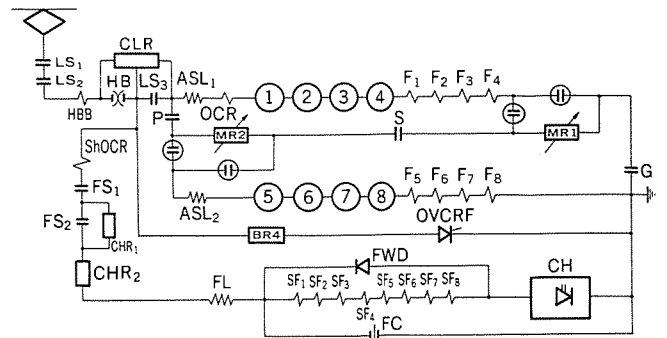 CLR
LS₁
LS₂
HBB
HB
LS₃
ASL₁
OCR
1 2 3 4
F₁ F₂ F₃ F₄
P
MR2
S
MR1
G
ShOCR
FS₁
FS₂
CHR₁
CHR₂
ASL₂
5 6 7 8
F₅ F₆ F₇ F₈
BR4
OVCRF
FWD
FL
SF₁ SF₂ SF₃ SF₄ SF₅ SF₆ SF₇ SF₈
FC
CH